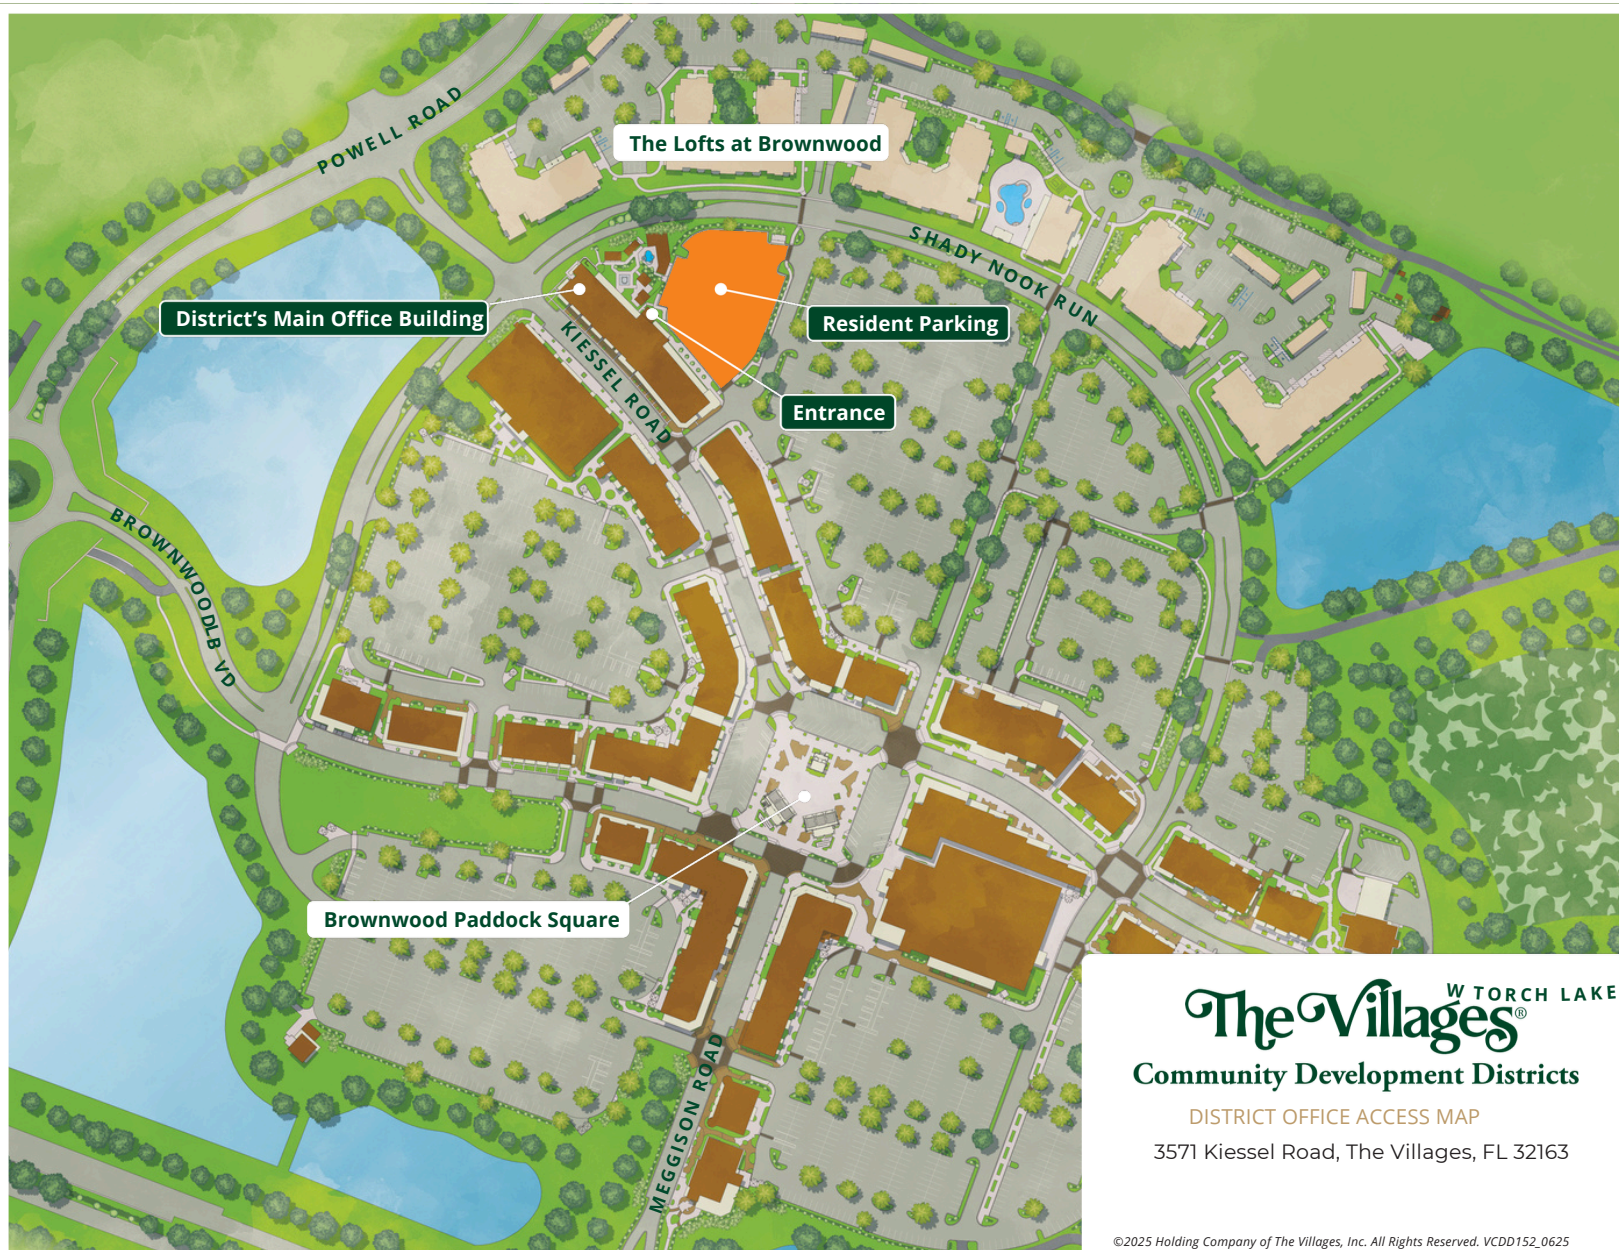 POWELL ROAD
The Lofts at Brownwood
SHADY NOOK RUN
District's Main Office Building
Resident Parking
KIESSEL ROAD
Entrance
BROWNWOODLB VD
Brownwood Paddock Square
MEGGISON ROAD
W TORCH LAKE
The Villages®
Community Development Districts
DISTRICT OFFICE ACCESS MAP
3571 Kiessel Road, The Villages, FL 32163
©2025 Holding Company of The Villages, Inc. All Rights Reserved. VCDD152_0625